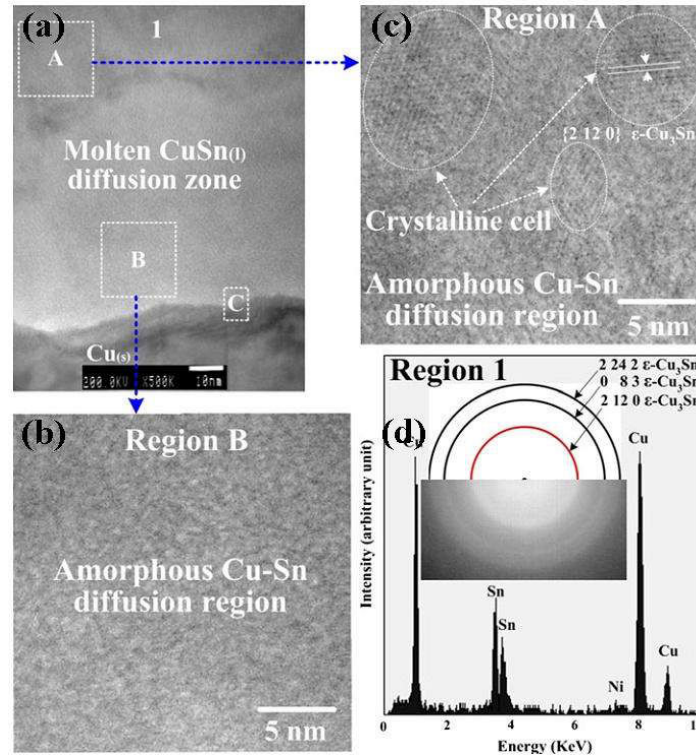 (a)
1
A
Molten CuSn(l)
diffusion zone
B
C
Cu(s)
200.0KV X500K 10nm
(b)
Region B
Amorphous Cu-Sn
diffusion region
5 nm
(c)
Region A
{2 12 0} ε-Cu3Sn
Crystalline cell
Amorphous Cu-Sn
diffusion region
5 nm
(d)
Region 1
2 24 2 ε-Cu3Sn
0 8 3 ε-Cu3Sn
2 12 0 ε-Cu3Sn
Cu
Cu
Sn
Sn
Ni
Cu
Intensity (arbitrary unit)
0 2 4 6 8 1
Energy (KeV)